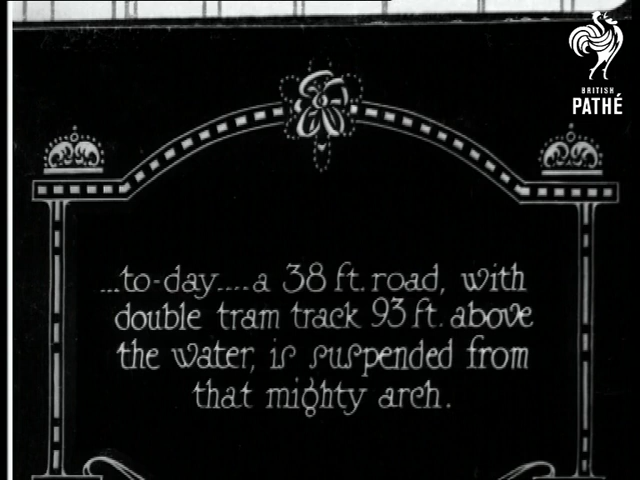 BRITISH
PATHÉ
...to-day....a 38 ft. road, with
double tram track 93 ft. above
the water, is suspended from
that mighty arch.